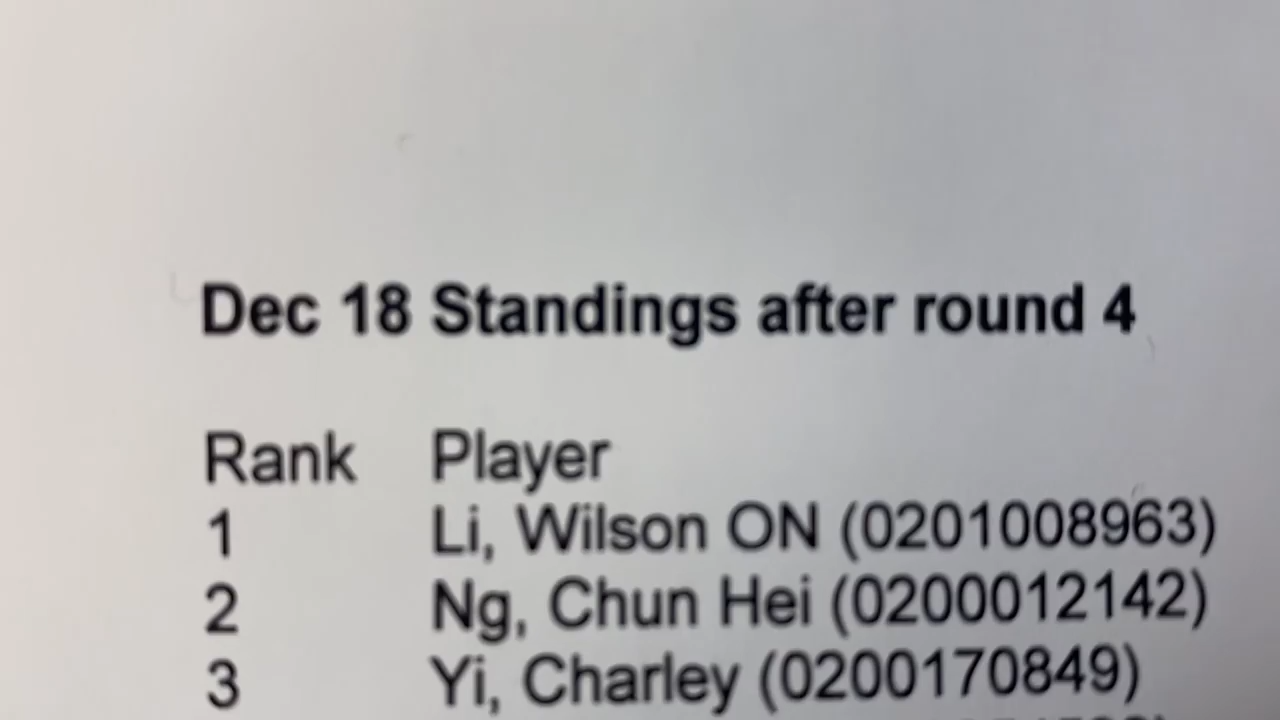 Dec 18 Standings after round 4
Rank Player
1 Li, Wilson ON (0201008963)
2 Ng, Chun Hei (0200012142)
3 Yi, Charley (0200170849)